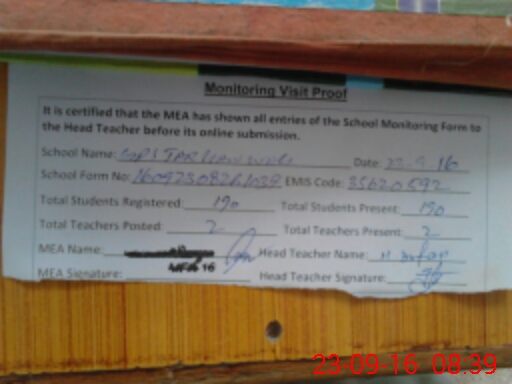 Monitoring Visit Proof
It is certified that the MEA has shown all entries of the School Monitoring Form to
the Head Teacher before its online submission.
School Name: GPS Date: 22-9-16
School Form No: EMIS Code: 35620592
Total Students Registered: 190 Total Students Present: 190
Total Teachers Posted: 2 Total Teachers Present: 2
MEA Name: Head Teacher Name: M
MEA Signature: 16 Head Teacher Signature:
23-09-16 08:39